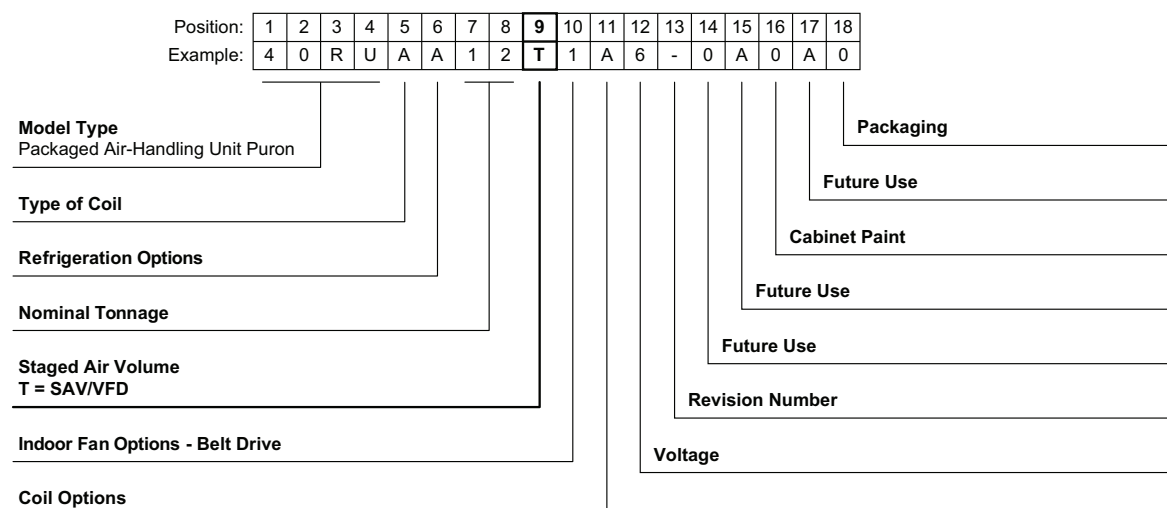 Position: 1 2 3 4 5 6 7 8 9 10 11 12 13 14 15 16 17 18
Example: 4 0 R U A A 1 2 T 1 A 6 - 0 A 0 A 0
Model Type
Packaged Air-Handling Unit Puron
Type of Coil
Refrigeration Options
Nominal Tonnage
Staged Air Volume
T = SAV/VFD
Indoor Fan Options - Belt Drive
Coil Options
Packaging
Future Use
Cabinet Paint
Future Use
Future Use
Revision Number
Voltage